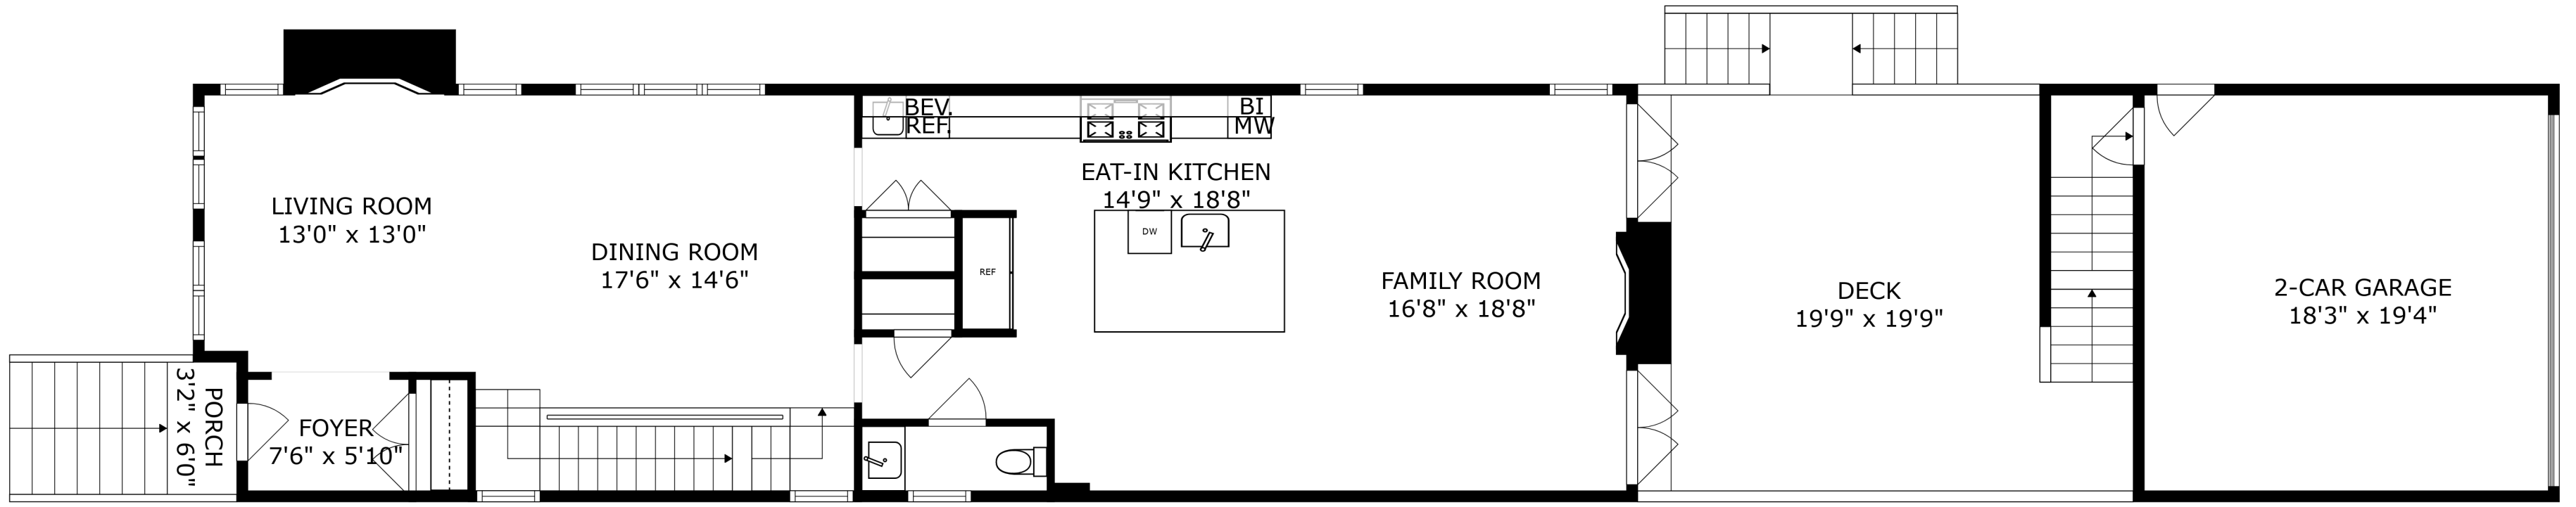 PORCH
3'2" x 6'0"
LIVING ROOM
13'0" x 13'0"
FOYER
7'6" x 5'10"
DINING ROOM
17'6" x 14'6"
BEV.
REF.
BI
MW
EAT-IN KITCHEN
14'9" x 18'8"
REF
DW
FAMILY ROOM
16'8" x 18'8"
DECK
19'9" x 19'9"
2-CAR GARAGE
18'3" x 19'4"